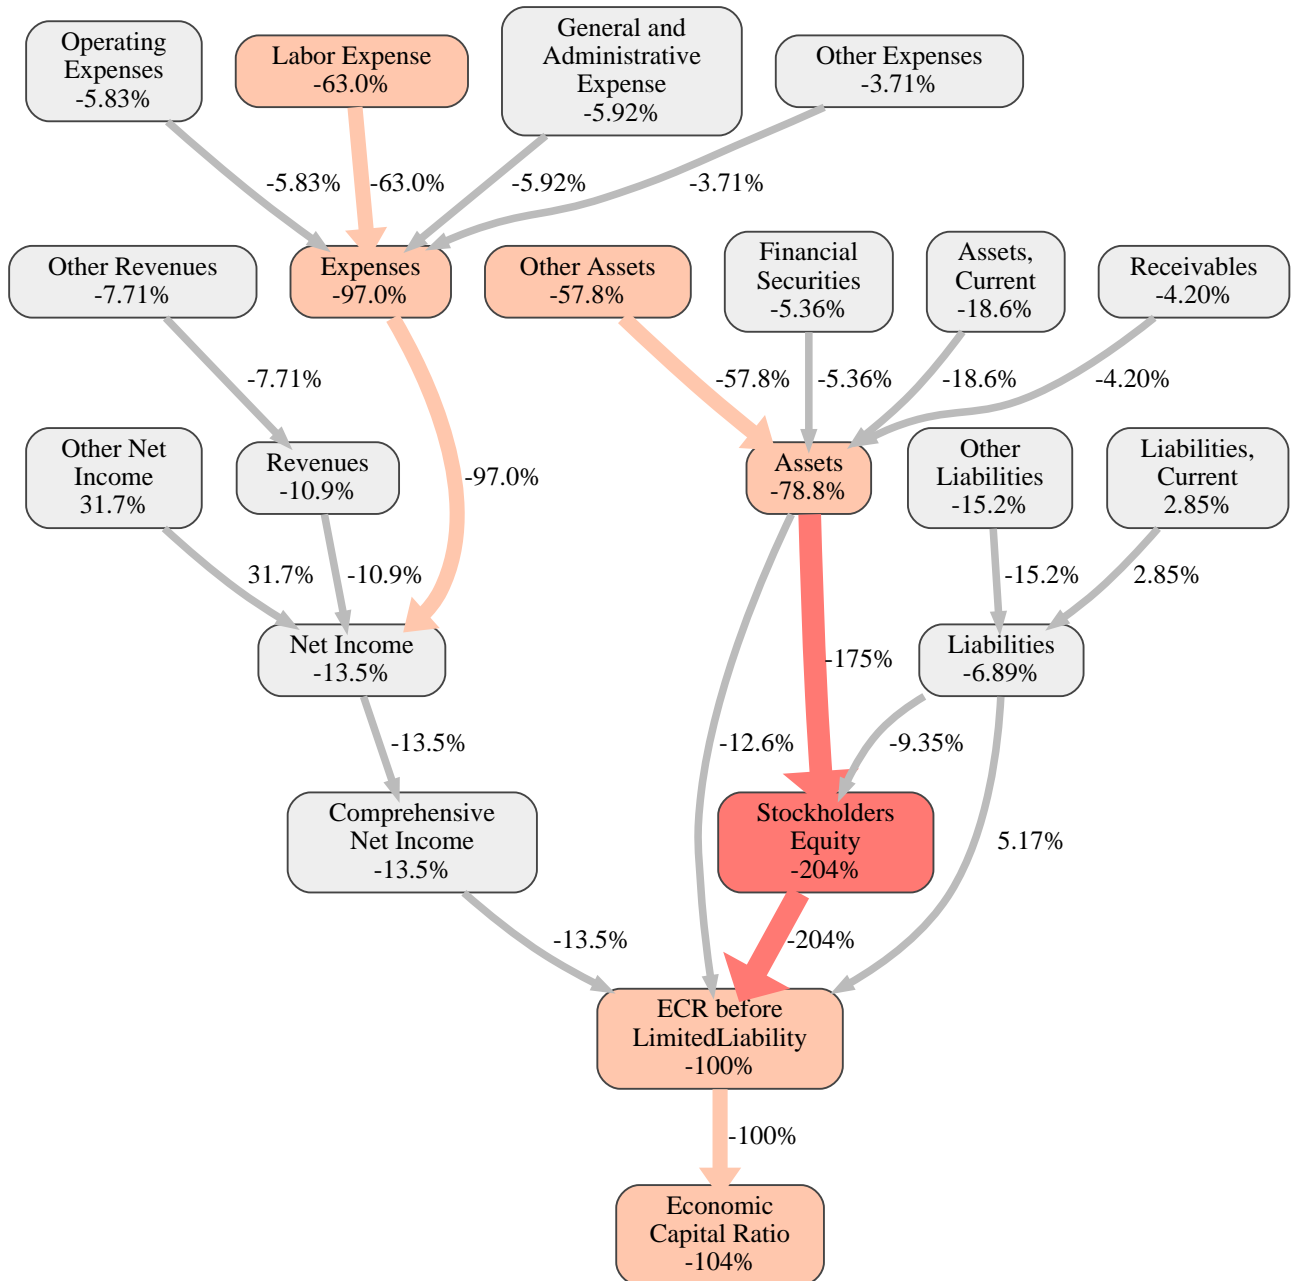 Operating
Expenses
-5.83%
Labor Expense
-63.0%
General and
Administrative
Expense
-5.92%
Other Expenses
-3.71%
-5.83%
-63.0%
-5.92%
-3.71%
Other Revenues
-7.71%
Expenses
-97.0%
Other Assets
-57.8%
Financial
Securities
-5.36%
Assets,
Current
-18.6%
Receivables
-4.20%
-7.71%
-57.8%
-5.36%
-18.6%
-4.20%
Other Net
Income
31.7%
Revenues
-10.9%
-97.0%
Assets
-78.8%
Other
Liabilities
-15.2%
Liabilities,
Current
2.85%
31.7%
-10.9%
-15.2%
2.85%
Net Income
-13.5%
-175%
Liabilities
-6.89%
-13.5%
-12.6%
-9.35%
Comprehensive
Net Income
-13.5%
Stockholders
Equity
-204%
5.17%
-13.5%
-204%
ECR before
LimitedLiability
-100%
-100%
Economic
Capital Ratio
-104%